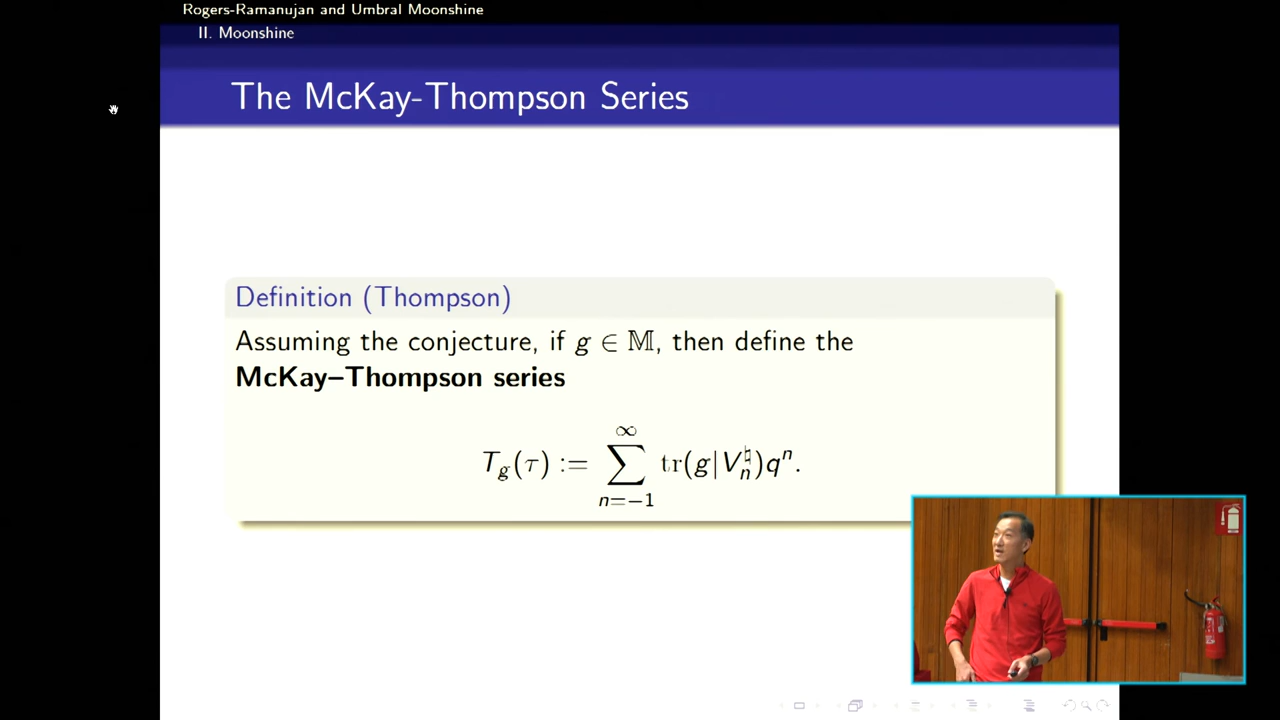 Rogers-Ramanujan and Umbral Moonshine
II. Moonshine
The McKay-Thompson Series
Definition (Thompson)
Assuming the conjecture, if g ∈ 𝕄, then define the
McKay–Thompson series
T_g(τ) := ∑_{n=−1}^{∞} tr(g|V_n^♮)q^n.